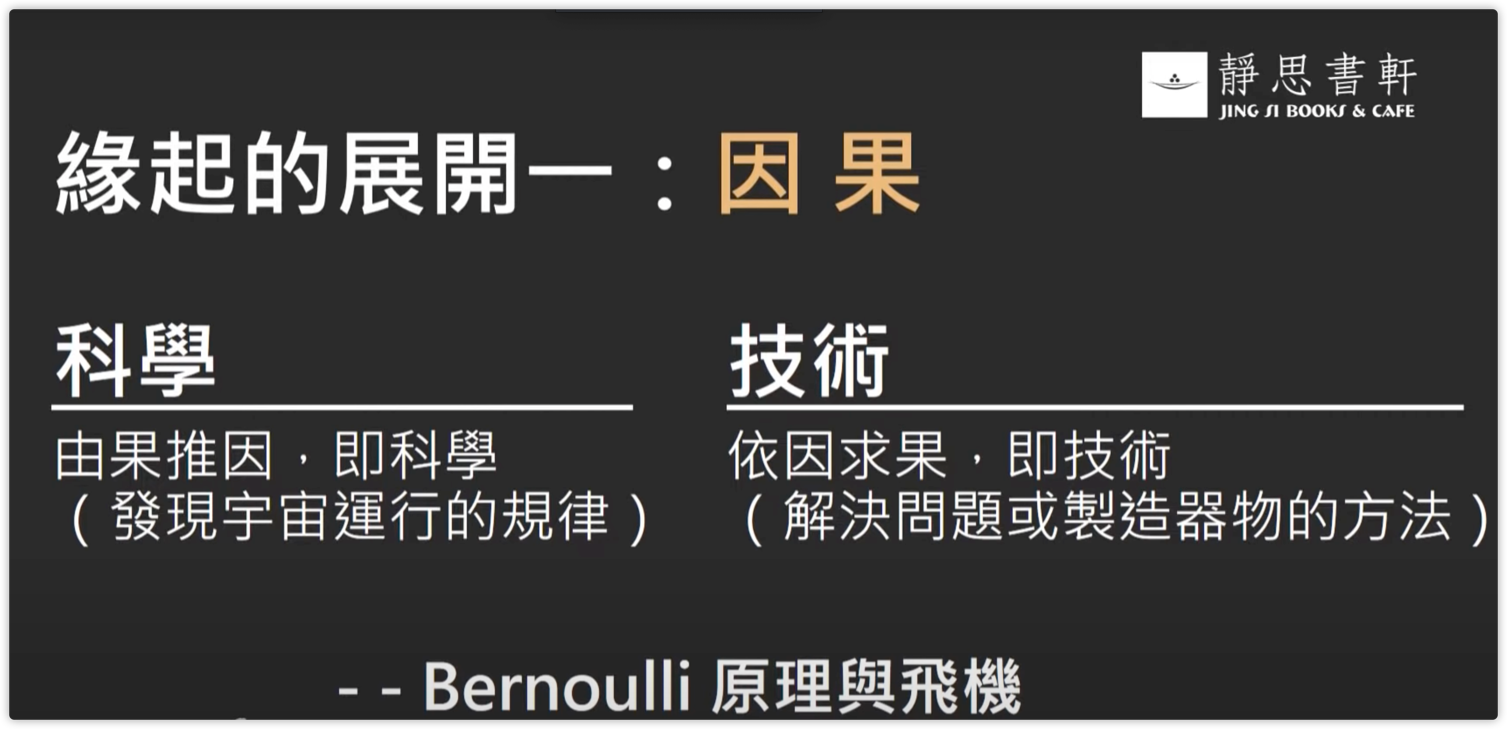 靜思書軒
JING SI BOOKS & CAFE
緣起的展開一：因 果
科學
由果推因，即科學
（發現宇宙運行的規律）
技術
依因求果，即技術
（解決問題或製造器物的方法）
- - Bernoulli 原理與飛機